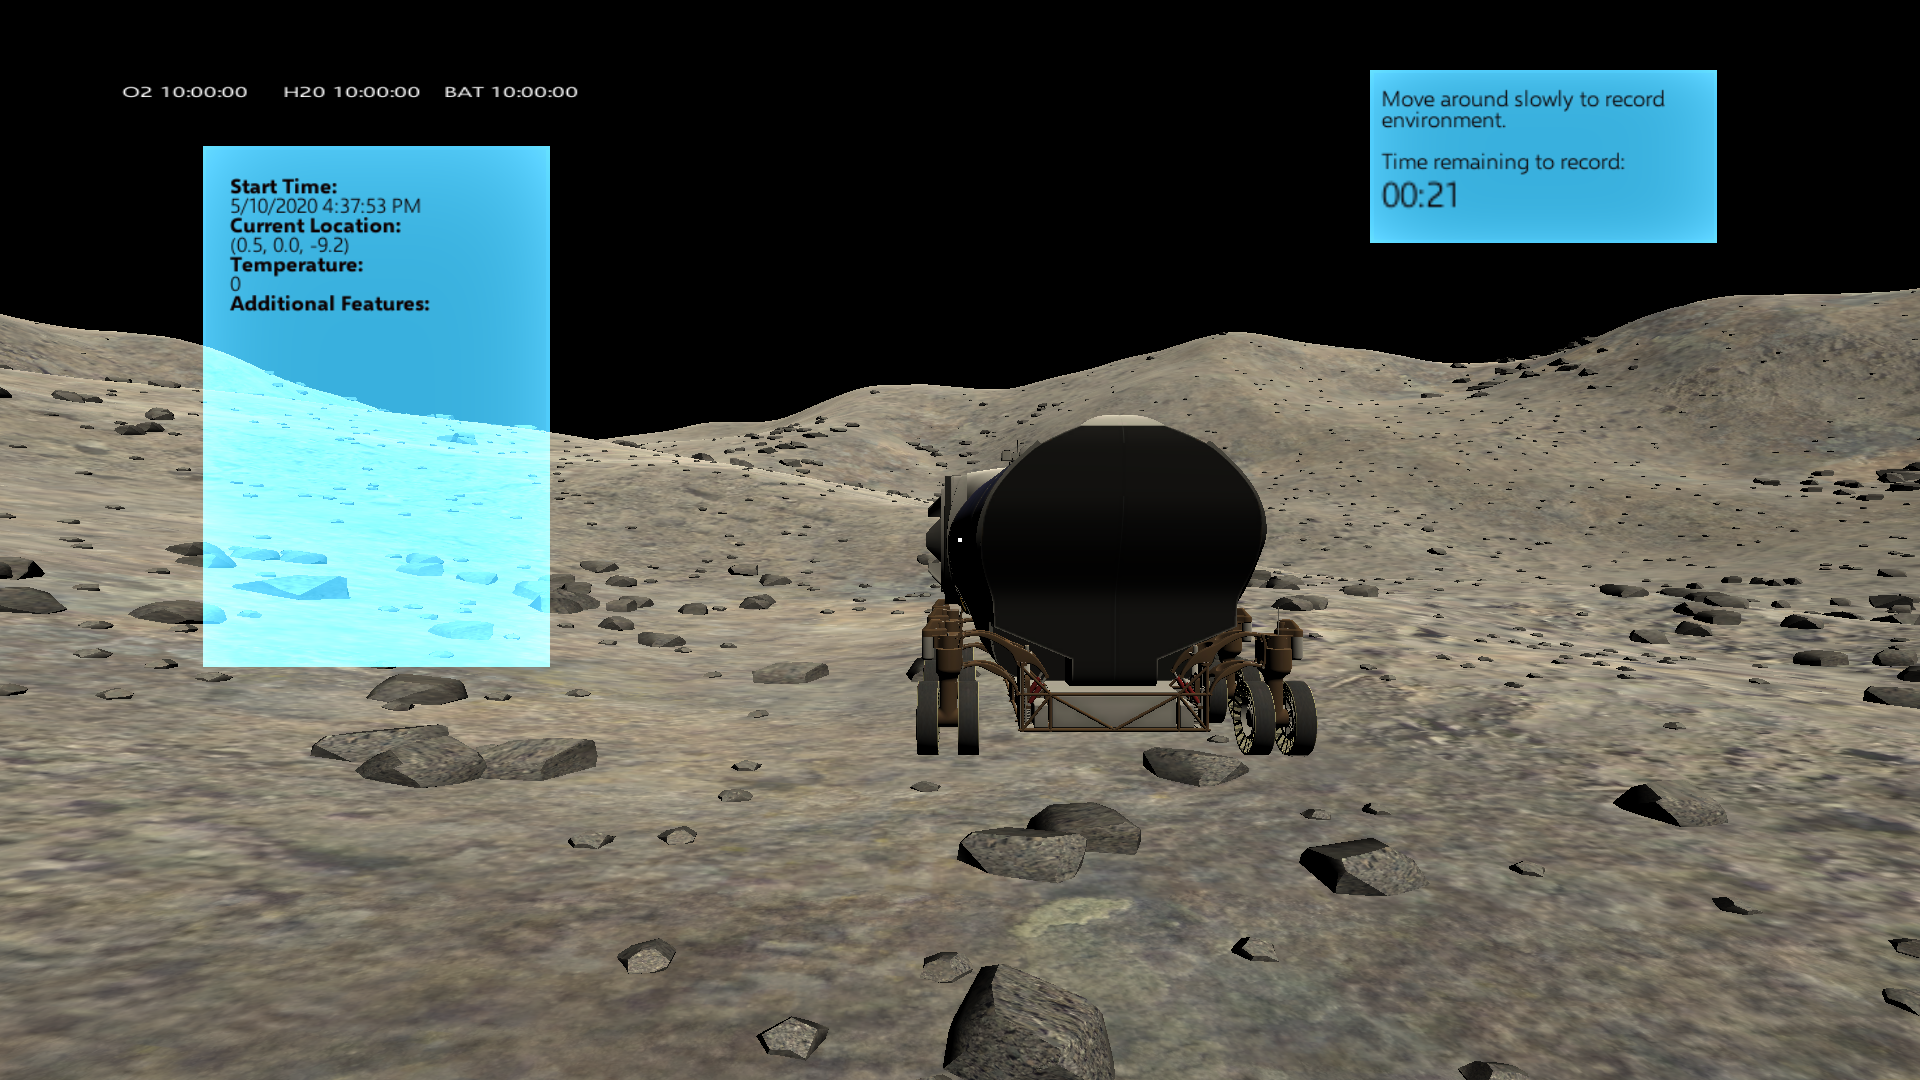 O2 10:00:00 H20 10:00:00 BAT 10:00:00
Start Time:
5/10/2020 4:37:53 PM
Current Location:
(0.5, 0.0, -9.2)
Temperature:
0
Additional Features:
Move around slowly to record
environment.
Time remaining to record:
00:21